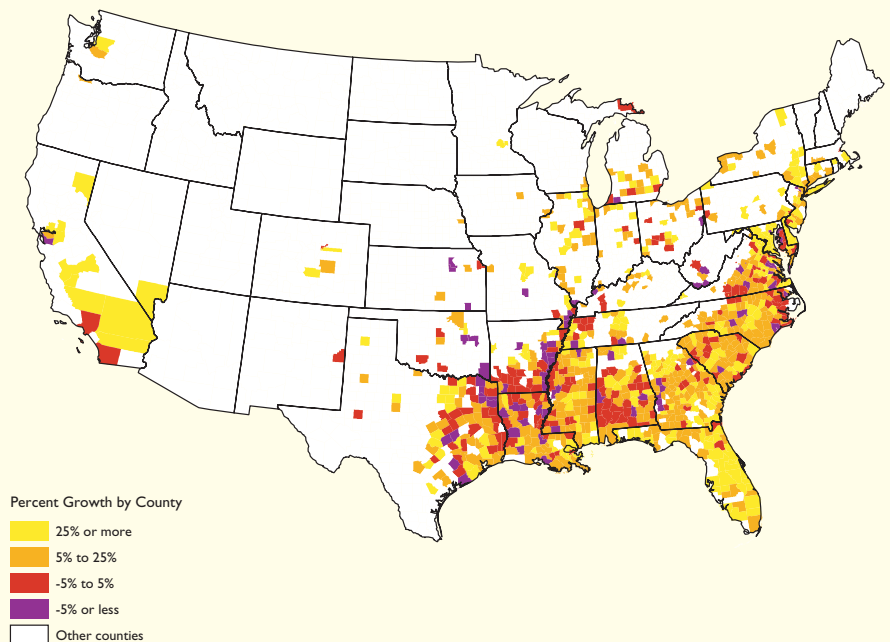 Percent Growth by County
25% or more
5% to 25%
-5% to 5%
-5% or less
Other counties